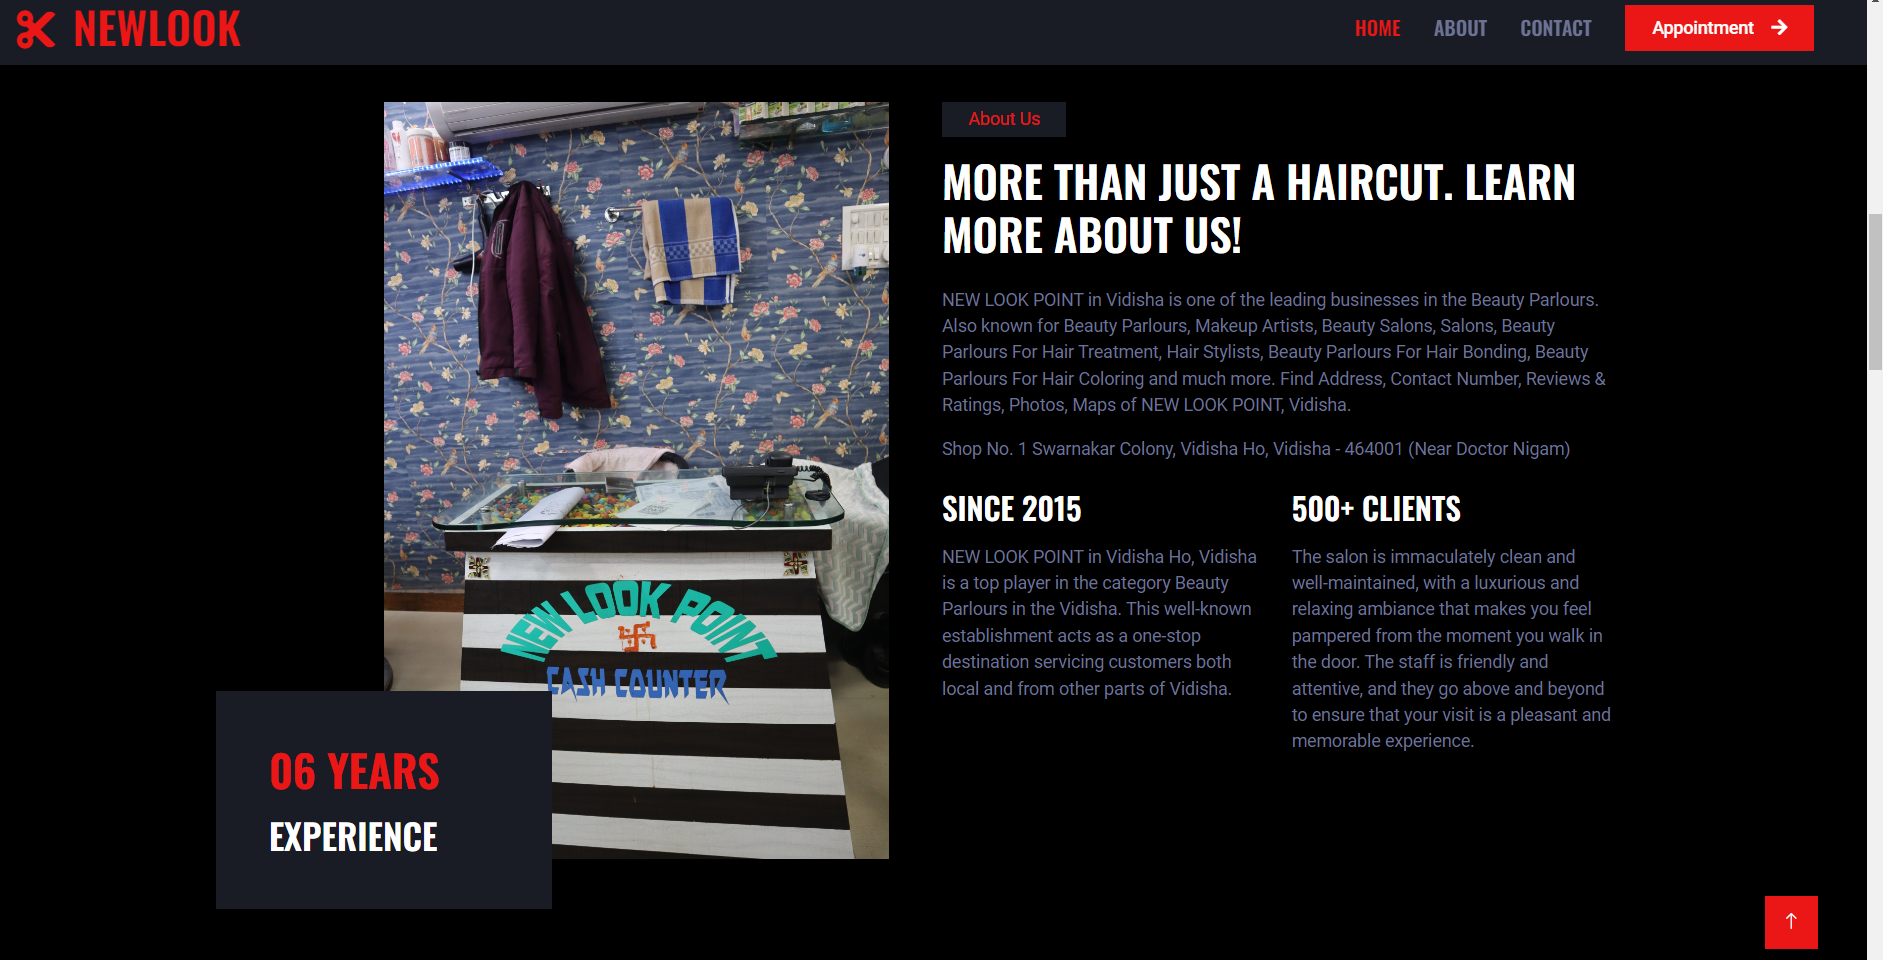 NEWLOOK
HOME
ABOUT
CONTACT
Appointment
About Us
MORE THAN JUST A HAIRCUT. LEARN
MORE ABOUT US!
NEW LOOK POINT in Vidisha is one of the leading businesses in the Beauty Parlours.
Also known for Beauty Parlours, Makeup Artists, Beauty Salons, Salons, Beauty
Parlours For Hair Treatment, Hair Stylists, Beauty Parlours For Hair Bonding, Beauty
Parlours For Hair Coloring and much more. Find Address, Contact Number, Reviews &
Ratings, Photos, Maps of NEW LOOK POINT, Vidisha.
Shop No. 1 Swarnakar Colony, Vidisha Ho, Vidisha - 464001 (Near Doctor Nigam)
SINCE 2015
NEW LOOK POINT in Vidisha Ho, Vidisha
is a top player in the category Beauty
Parlours in the Vidisha. This well-known
establishment acts as a one-stop
destination servicing customers both
local and from other parts of Vidisha.
500+ CLIENTS
The salon is immaculately clean and
well-maintained, with a luxurious and
relaxing ambiance that makes you feel
pampered from the moment you walk in
the door. The staff is friendly and
attentive, and they go above and beyond
to ensure that your visit is a pleasant and
memorable experience.
NEW LOOK POINT
CASH COUNTER
06 YEARS
EXPERIENCE